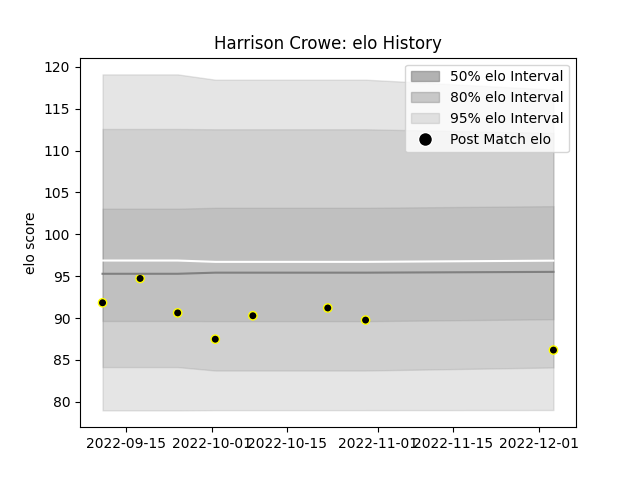 Harrison Crowe: elo History
50% elo Interval
80% elo Interval
95% elo Interval
Post Match elo
elo score
120
115
110
105
100
95
90
85
80
2022-09-15 2022-10-01 2022-10-15 2022-11-01 2022-11-15 2022-12-01